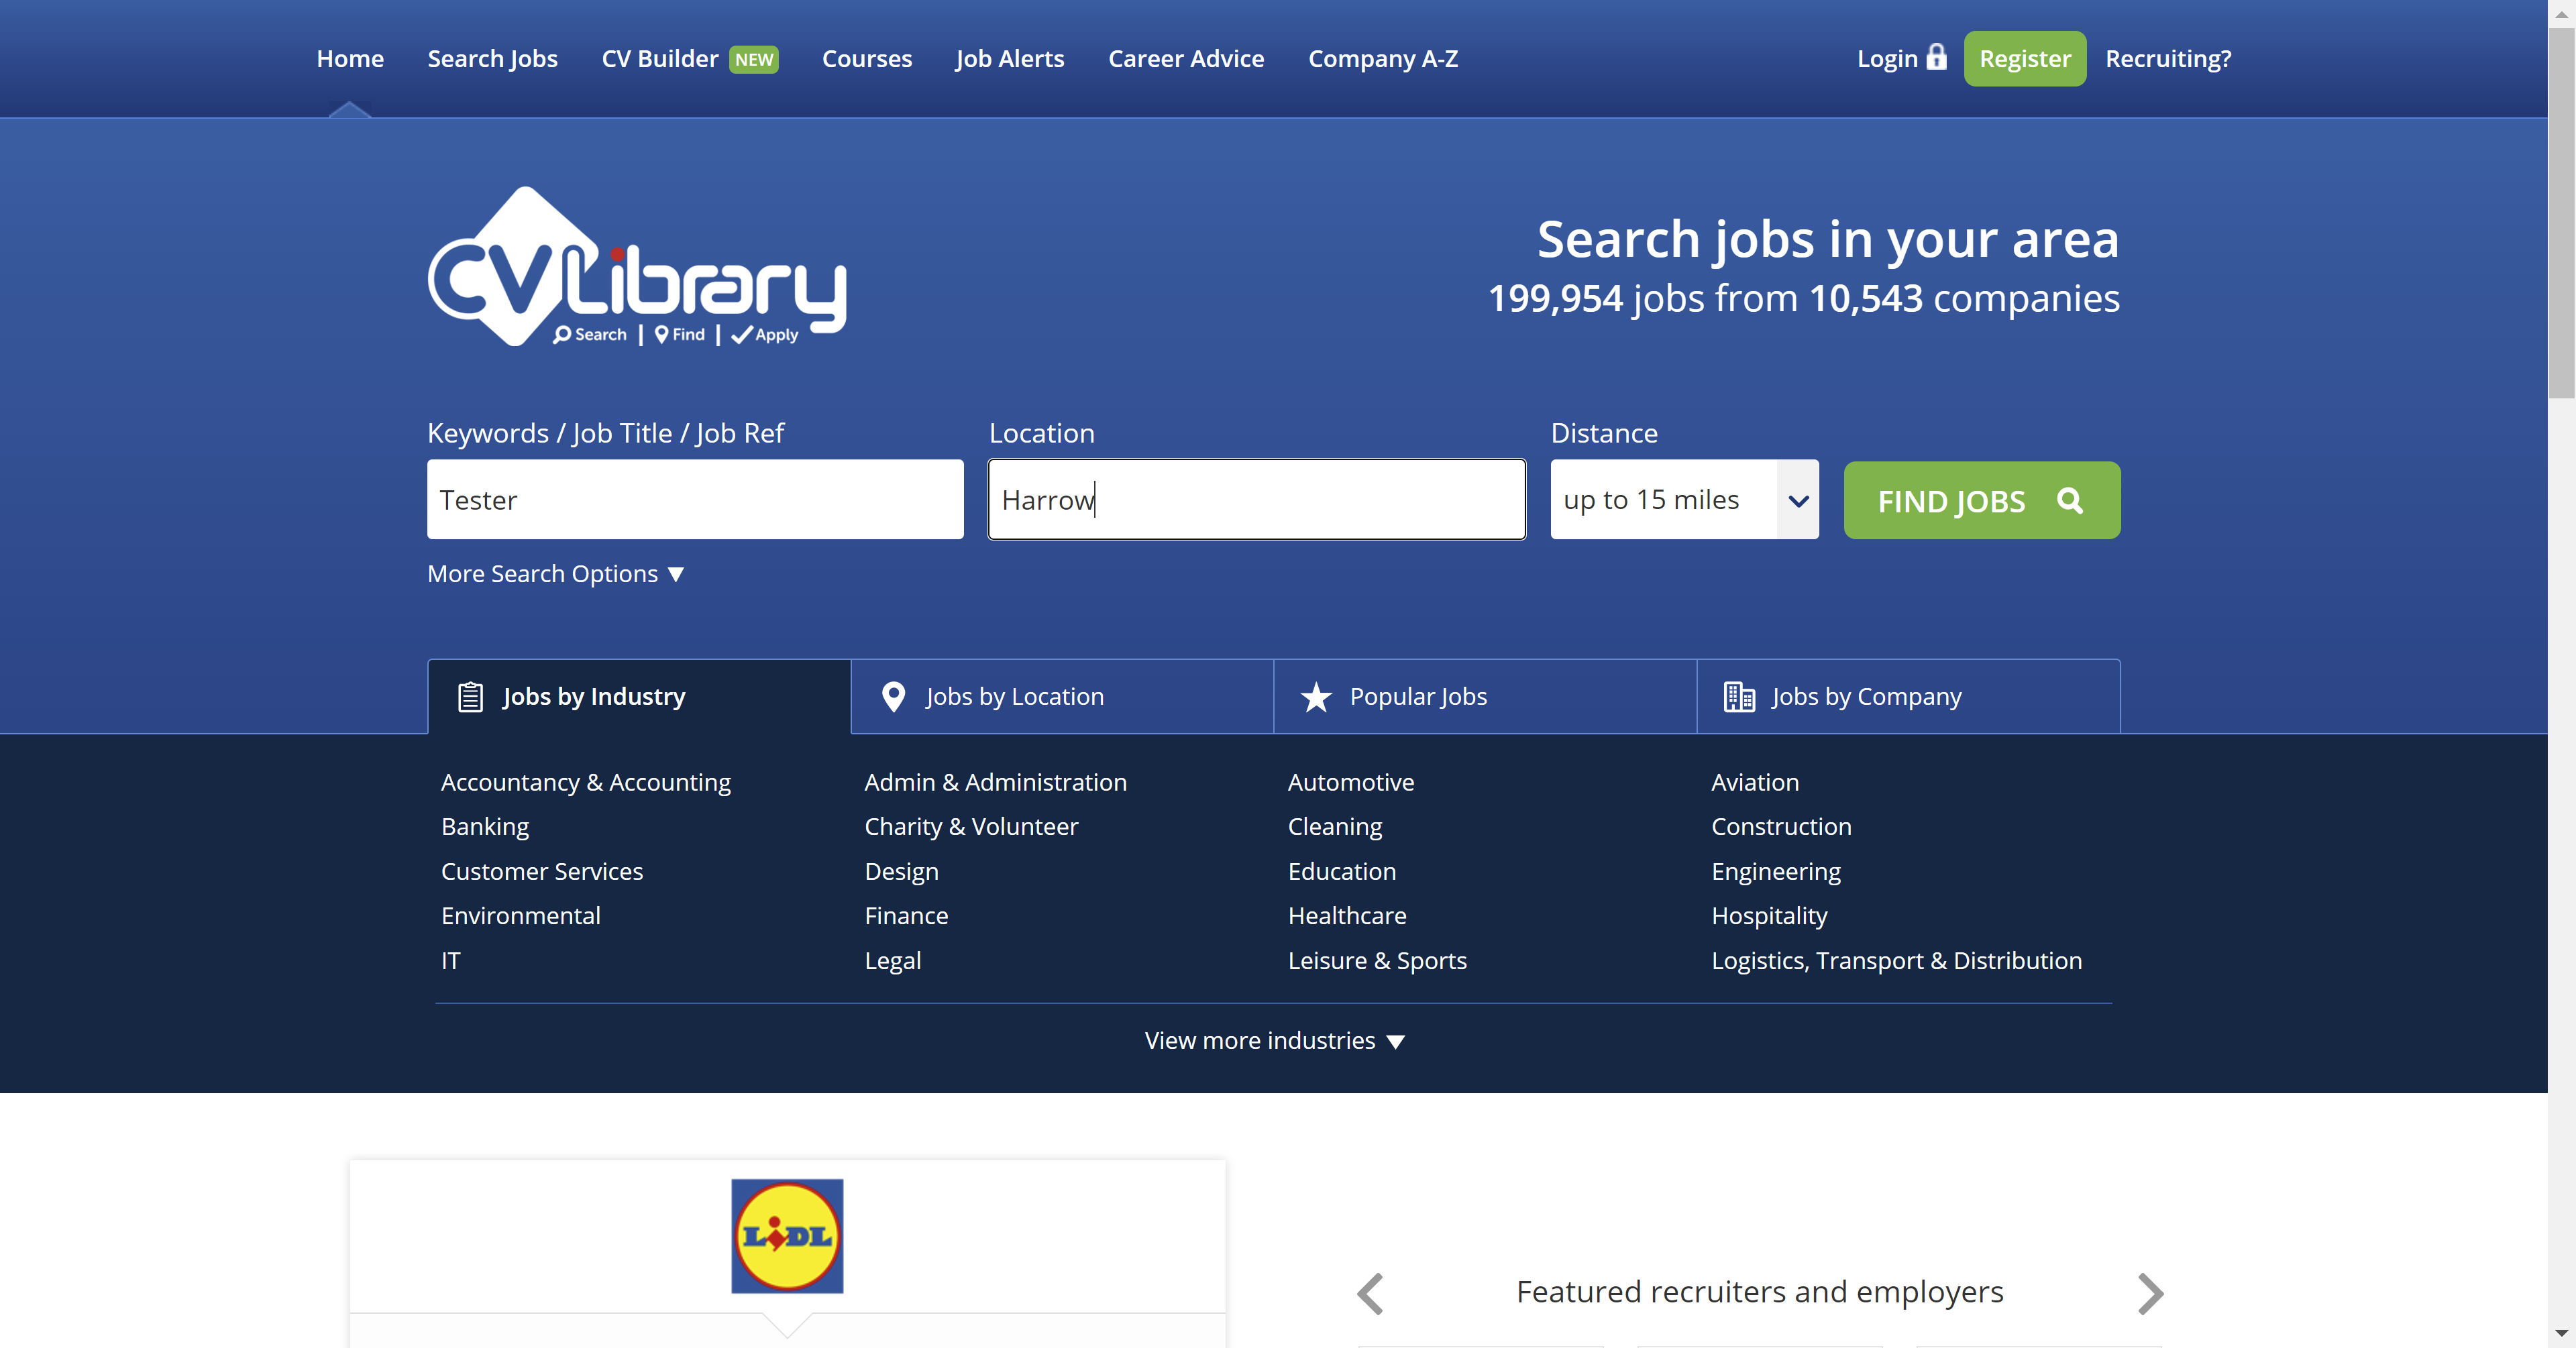 Home Search Jobs CV Builder NEW Courses Job Alerts Career Advice Company A-Z Login Register Recruiting?
CV Library
Search | Find | Apply
Search jobs in your area
199,954 jobs from 10,543 companies
Keywords / Job Title / Job Ref Location Distance
Tester Harrow up to 15 miles FIND JOBS
More Search Options
Jobs by Industry Jobs by Location Popular Jobs Jobs by Company
Accountancy & Accounting Admin & Administration Automotive Aviation
Banking Charity & Volunteer Cleaning Construction
Customer Services Design Education Engineering
Environmental Finance Healthcare Hospitality
IT Legal Leisure & Sports Logistics, Transport & Distribution
View more industries
LIDL
Featured recruiters and employers